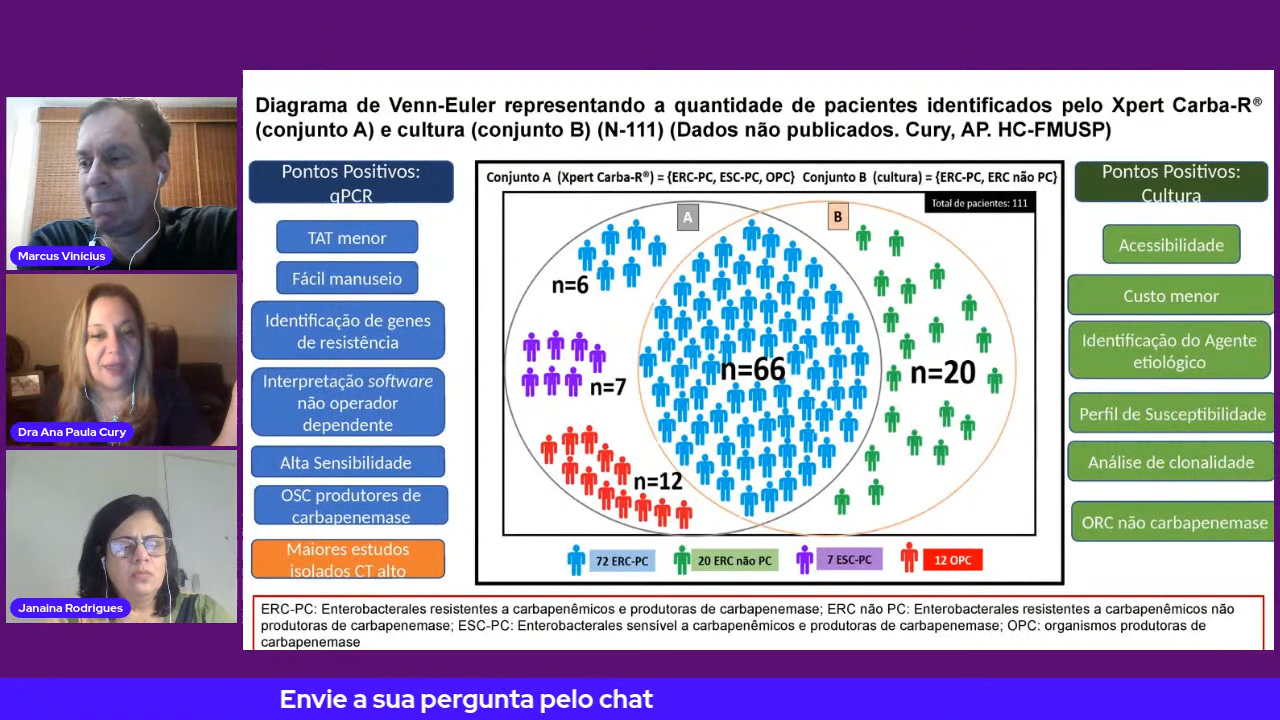 Diagrama de Venn-Euler representando a quantidade de pacientes identificados pelo Xpert Carba-R®
(conjunto A) e cultura (conjunto B) (N-111) (Dados não publicados. Cury, AP. HC-FMUSP)
Pontos Positivos:
qPCR
TAT menor
Fácil manuseio
Identificação de genes
de resistência
Interpretação software
não operador
dependente
Alta Sensibilidade
OSC produtores de
carbapenemase
Maiores estudos
isolados CT alto
Conjunto A (Xpert Carba-R®) = {ERC-PC, ESC-PC, OPC} Conjunto B (cultura) = {ERC-PC, ERC não PC}
Total de pacientes: 111
A
B
n=6
n=7
n=12
n=66
n=20
72 ERC-PC
20 ERC não PC
7 ESC-PC
12 OPC
Pontos Positivos:
Cultura
Acessibilidade
Custo menor
Identificação do Agente
etiológico
Perfil de Susceptibilidade
Análise de clonalidade
ORC não carbapenemase
ERC-PC: Enterobacterales resistentes a carbapenêmicos e produtoras de carbapenemase; ERC não PC: Enterobacterales resistentes a carbapenêmicos não
produtoras de carbapenemase; ESC-PC: Enterobacterales sensível a carbapenêmicos e produtoras de carbapenemase; OPC: organismos produtoras de
carbapenemase
Marcus Vinícius
Dra Ana Paula Cury
Janaina Rodrigues
Envie a sua pergunta pelo chat